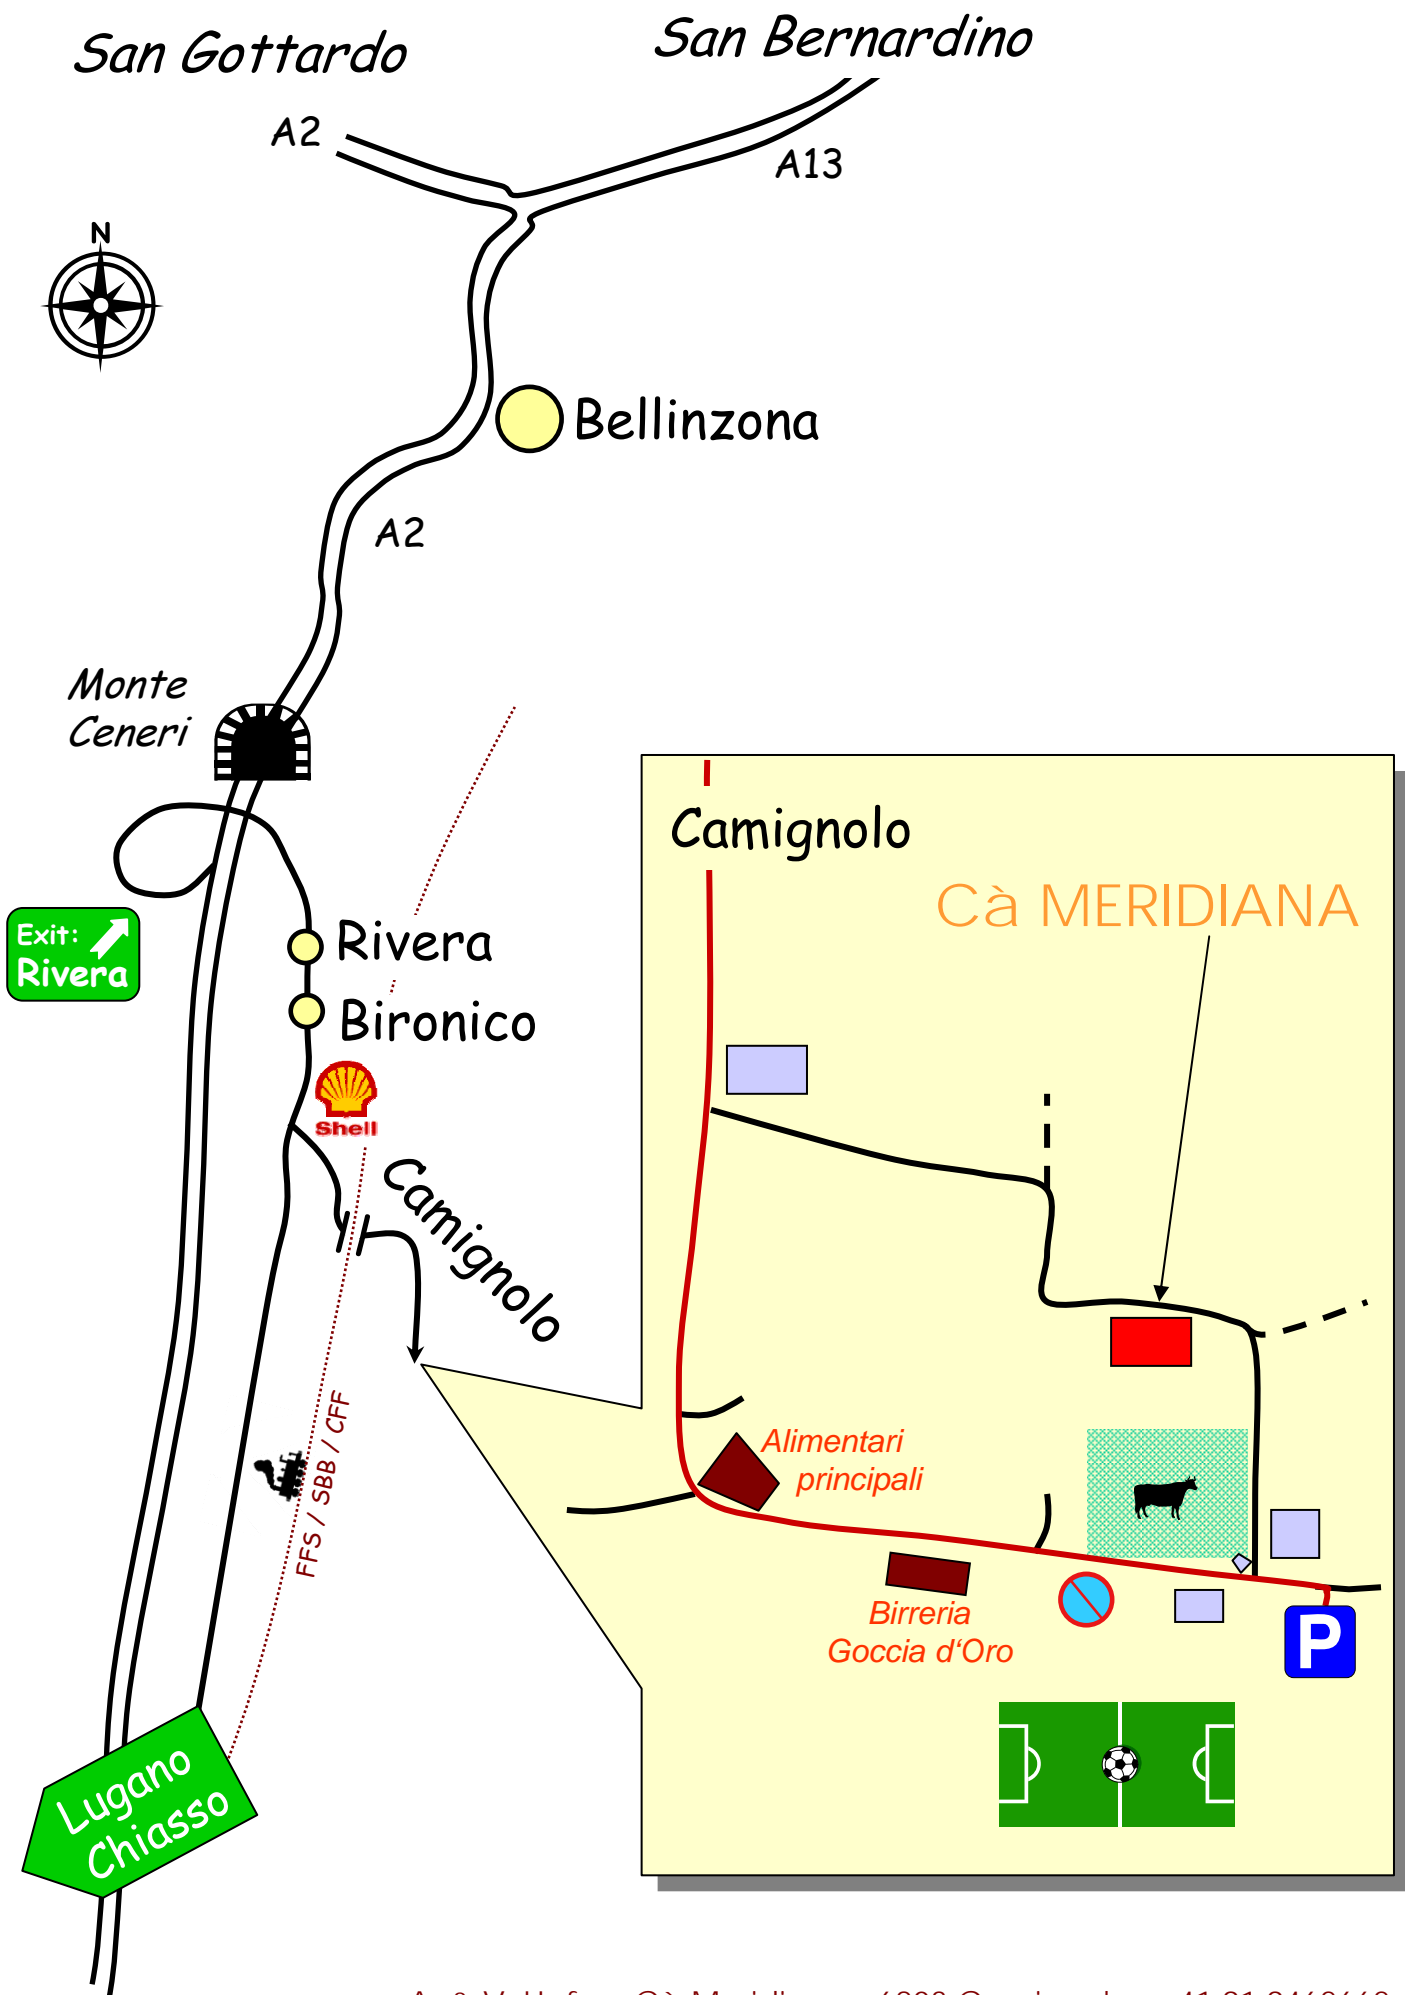 San Gottardo
San Bernardino
A2
A13
N
Bellinzona
A2
Monte
Ceneri
Camignolo
Cà MERIDIANA
Exit:
Rivera
Rivera
Bironico
Shell
Camignolo
FFS / SBB / CFF
Alimentari
principali
Birreria
Goccia d'Oro
P
Lugano
Chiasso